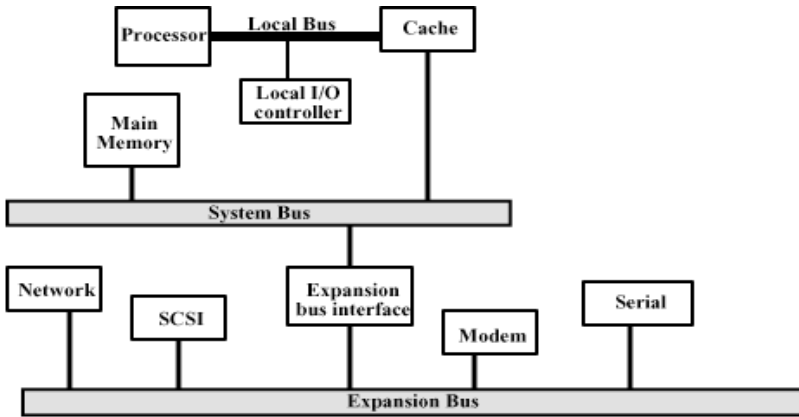 Local Bus
Processor
Cache
Local I/O
controller
Main
Memory
System Bus
Network
SCSI
Expansion
bus interface
Modem
Serial
Expansion Bus